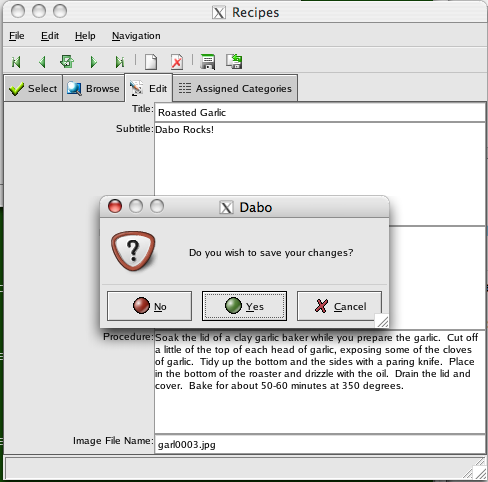 Recipes
File Edit Help Navigation
Select Browse Edit Assigned Categories
Title: Roasted Garlic
Subtitle: Dabo Rocks!
Dabo
Do you wish to save your changes?
No Yes Cancel
Procedure: Soak the lid of a clay garlic baker while you prepare the garlic. Cut off
a little of the top of each head of garlic, exposing some of the cloves
of garlic. Tidy up the bottom and the sides with a paring knife. Place
in the bottom of the roaster and drizzle with the oil. Drain the lid and
cover. Bake for about 50-60 minutes at 350 degrees.
Image File Name: garl0003.jpg